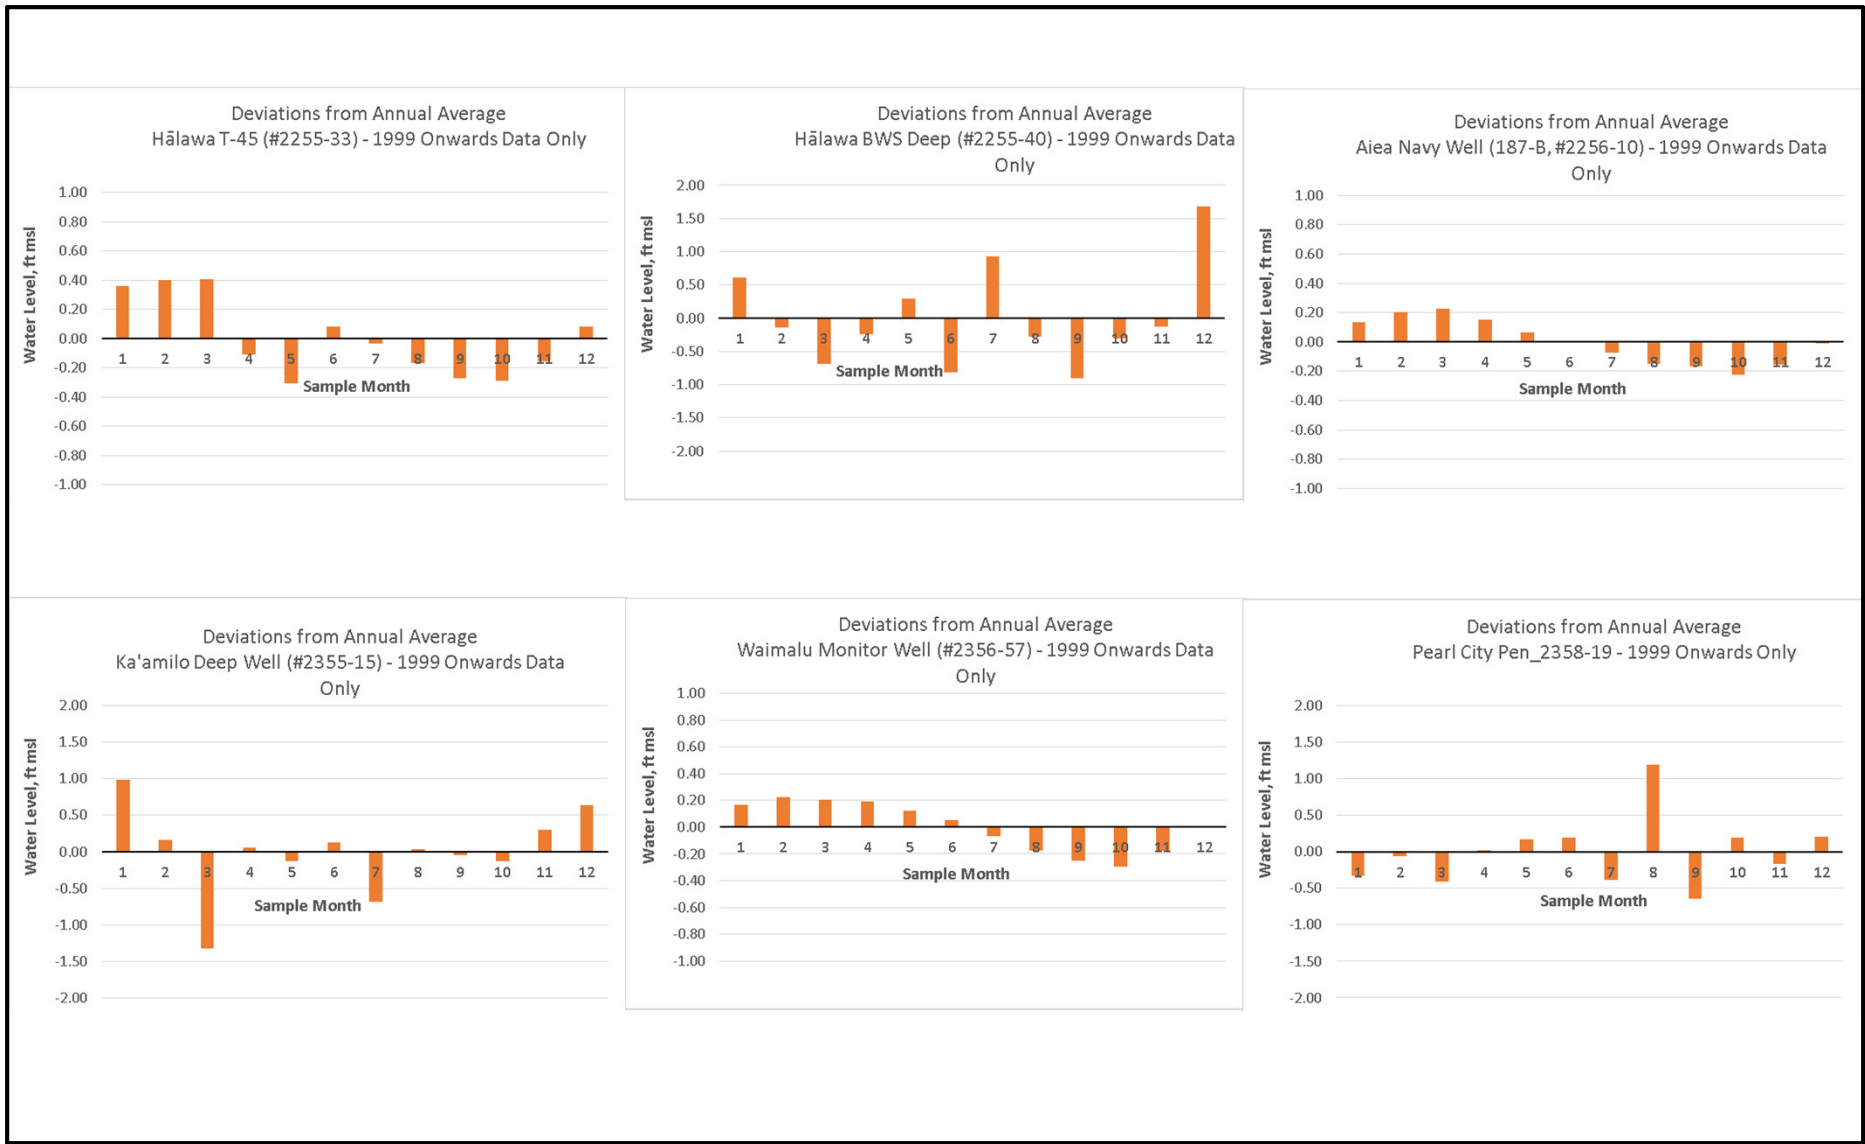 Deviations from Annual Average
Hālawa T-45 (#2255-33) - 1999 Onwards Data Only
Water Level, ft msl
1.00
0.80
0.60
0.40
0.20
0.00
-0.20
-0.40
-0.60
-0.80
-1.00
1 2 3 4 5 6 7 8 9 10 11 12
Sample Month
Deviations from Annual Average
Hālawa BWS Deep (#2255-40) - 1999 Onwards Data
Only
Water Level, ft msl
2.00
1.50
1.00
0.50
0.00
-0.50
-1.00
-1.50
-2.00
1 2 3 4 5 6 7 8 9 10 11 12
Sample Month
Deviations from Annual Average
Aiea Navy Well (187-B, #2256-10) - 1999 Onwards Data
Only
Water Level, ft msl
1.00
0.80
0.60
0.40
0.20
0.00
-0.20
-0.40
-0.60
-0.80
-1.00
1 2 3 4 5 6 7 8 9 10 11 12
Sample Month
Deviations from Annual Average
Ka'amilo Deep Well (#2355-15) - 1999 Onwards Data
Only
Water Level, ft msl
2.00
1.50
1.00
0.50
0.00
-0.50
-1.00
-1.50
-2.00
1 2 3 4 5 6 7 8 9 10 11 12
Sample Month
Deviations from Annual Average
Waimalu Monitor Well (#2356-57) - 1999 Onwards Data
Only
Water Level, ft msl
1.00
0.80
0.60
0.40
0.20
0.00
-0.20
-0.40
-0.60
-0.80
-1.00
1 2 3 4 5 6 7 8 9 10 11 12
Sample Month
Deviations from Annual Average
Pearl City Pen_2358-19 - 1999 Onwards Only
Water Level, ft msl
2.00
1.50
1.00
0.50
0.00
-0.50
-1.00
-1.50
-2.00
1 2 3 4 5 6 7 8 9 10 11 12
Sample Month